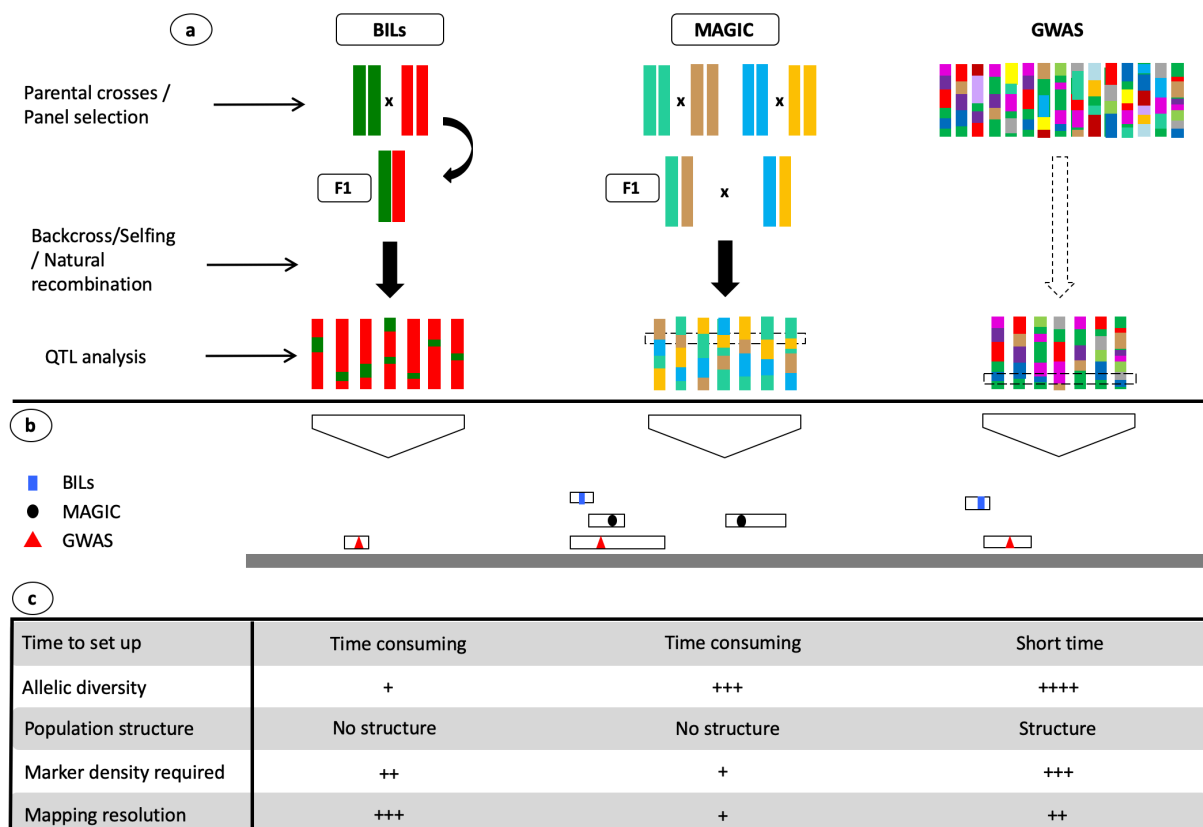 a
BILs
MAGIC
GWAS
Parental crosses /
Panel selection
x
x
x
F1
F1
x
Backcross/Selfing
/ Natural
recombination
QTL analysis
b
BILs
MAGIC
GWAS
c
Time to set up Time consuming Time consuming Short time
Allelic diversity + +++ ++++
Population structure No structure No structure Structure
Marker density required ++ + +++
Mapping resolution +++ + ++